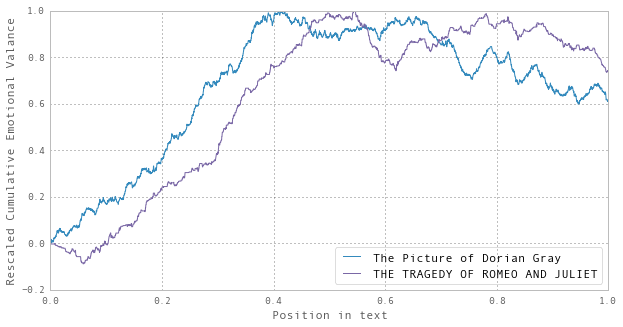 Rescaled Cumulative Emotional Valance
1.0
0.8
0.6
0.4
0.2
0.0
−0.2
The Picture of Dorian Gray
THE TRAGEDY OF ROMEO AND JULIET
0.0 0.2 0.4 0.6 0.8 1.0
Position in text